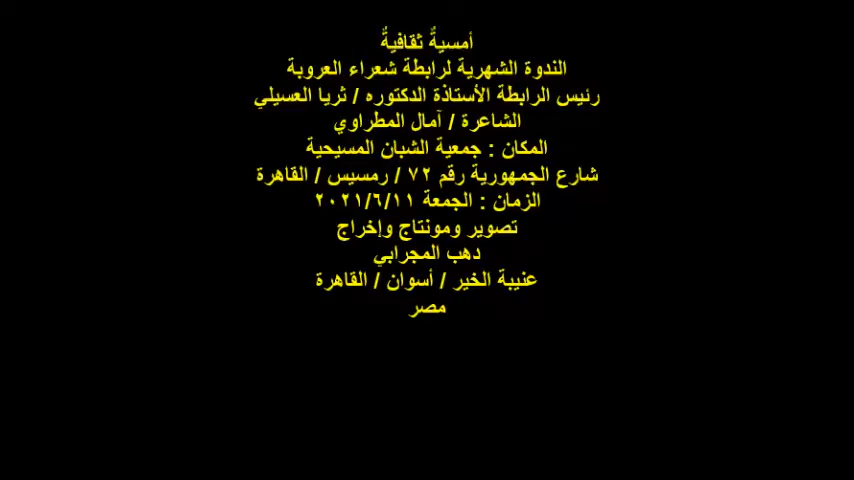 أمسيةٌ ثقافيةٌ
الندوة الشهرية لرابطة شعراء العروبة
رئيس الرابطة الأستاذة الدكتوره / ثريا العسيلي
الشاعرة / آمال المطراوي
المكان : جمعية الشبان المسيحية
شارع الجمهورية رقم ٧٢ / رمسيس / القاهرة
الزمان : الجمعة ٢٠٢١/٦/١١
تصوير ومونتاج وإخراج
دهب المجرابي
عنيبة الخير / أسوان / القاهرة
مصر